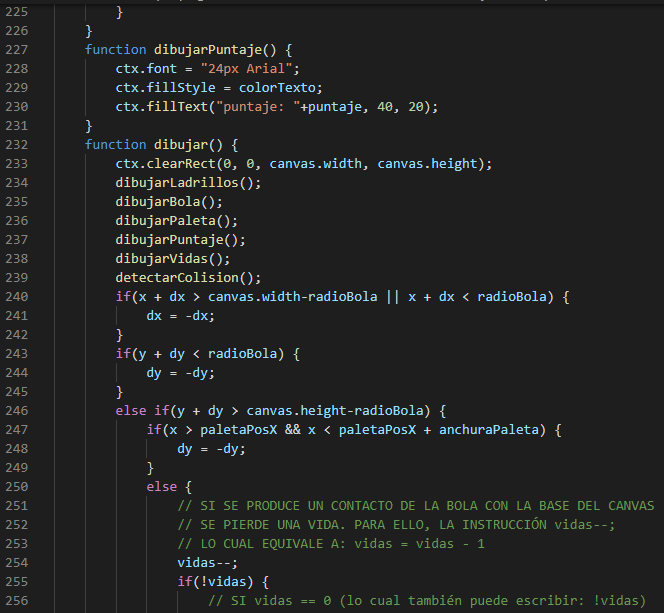 225             }
226         }
227         function dibujarPuntaje() {
228             ctx.font = "24px Arial";
229             ctx.fillStyle = colorTexto;
230             ctx.fillText("puntaje: "+puntaje, 40, 20);
231         }
232         function dibujar() {
233             ctx.clearRect(0, 0, canvas.width, canvas.height);
234             dibujarLadrillos();
235             dibujarBola();
236             dibujarPaleta();
237             dibujarPuntaje();
238             dibujarVidas();
239             detectarColision();
240             if(x + dx > canvas.width-radioBola || x + dx < radioBola) {
241                 dx = -dx;
242             }
243             if(y + dy < radioBola) {
244                 dy = -dy;
245             }
246             else if(y + dy > canvas.height-radioBola) {
247                 if(x > paletaPosX && x < paletaPosX + anchuraPaleta) {
248                     dy = -dy;
249                 }
250                 else {
251                     // SI SE PRODUCE UN CONTACTO DE LA BOLA CON LA BASE DEL CANVAS
252                     // SE PIERDE UNA VIDA. PARA ELLO, LA INSTRUCCIÓN vidas--;
253                     // LO CUAL EQUIVALE A: vidas = vidas - 1
254                     vidas--;
255                     if(!vidas) {
256                         // SI vidas == 0 (lo cual también puede escribir: !vidas)